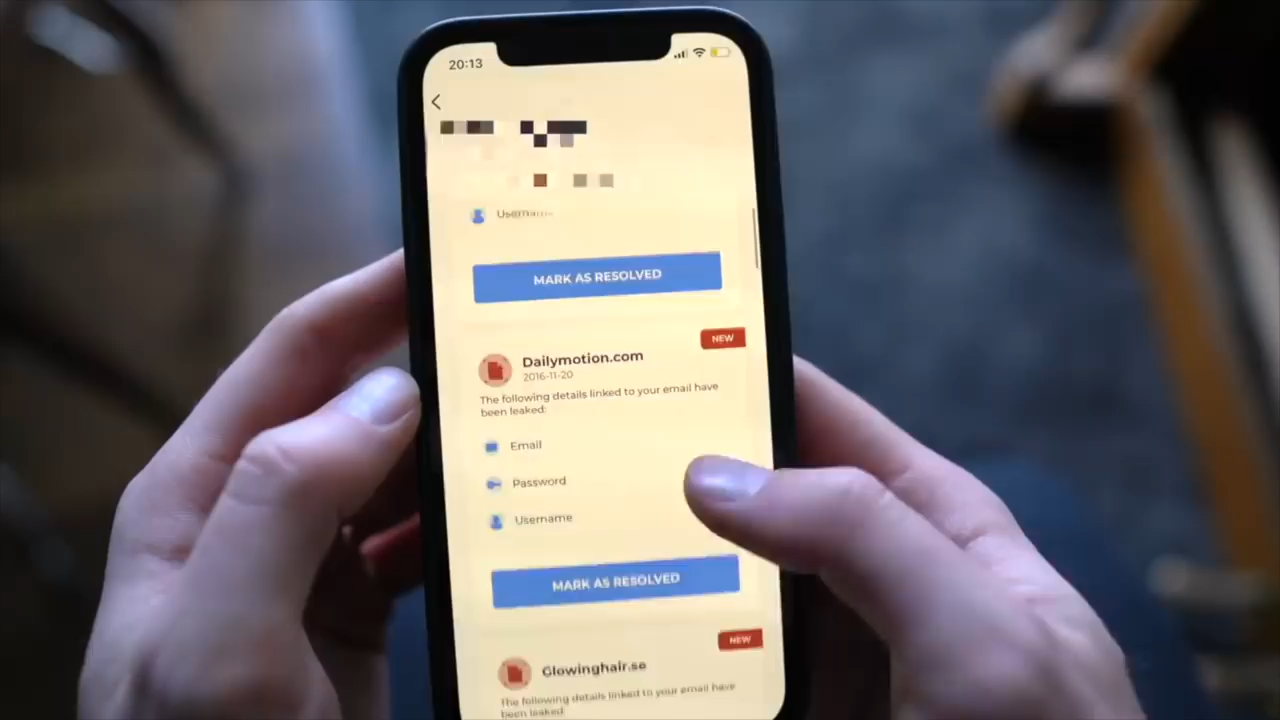 20:13
Username
MARK AS RESOLVED
NEW
Dailymotion.com
2016-11-20
The following details linked to your email have
been leaked:
Email
Password
Username
MARK AS RESOLVED
NEW
Glowinghair.se
The following details linked to your email have
been leaked: